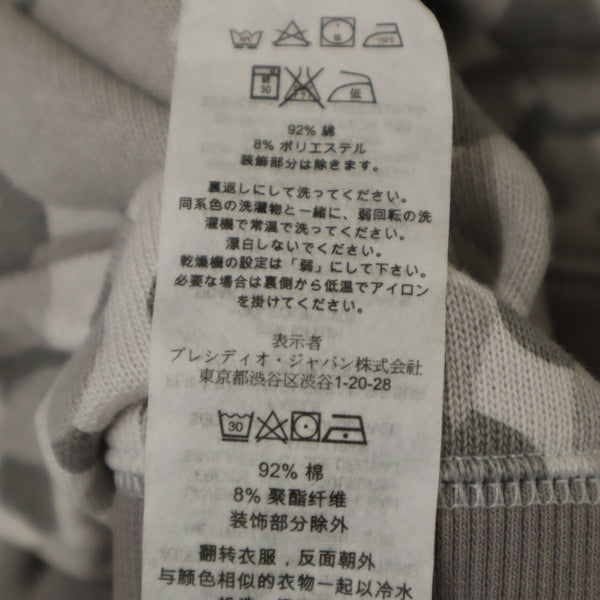 30
低
92% 綿
8% ポリエステル
装飾部分は除きます。
裏返しにして洗ってください。
同系色の洗濯物と一緒に、弱回転の洗
濯機で常温で洗ってください。
漂白しないでください。
乾燥機の設定は「弱」にして下さい。
必要な場合は裏側から低温でアイロン
を掛けてください。
表示者
プレシディオ・ジャパン株式会社
東京都渋谷区渋谷1-20-28
30
92% 棉
8% 聚酯纤维
装饰部分除外
翻转衣服，反面朝外
与颜色相似的衣物一起以冷水